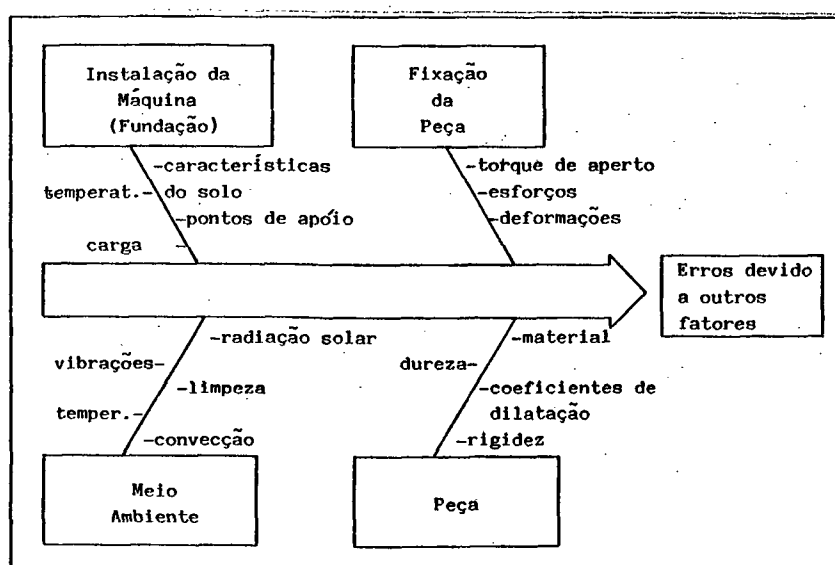 Instalação da
Máquina
(Fundação)
Fixação
da
Peça
-características
temperat.- do solo
-pontos de apóio
carga -
-torque de aperto
-esforços
-deformações
Erros devido
a outros
fatores
-radiação solar
vibrações-
-limpeza
temper.-
-convecção
-material
dureza-
-coeficientes de
dilatação
-rigidez
Meio
Ambiente
Peça